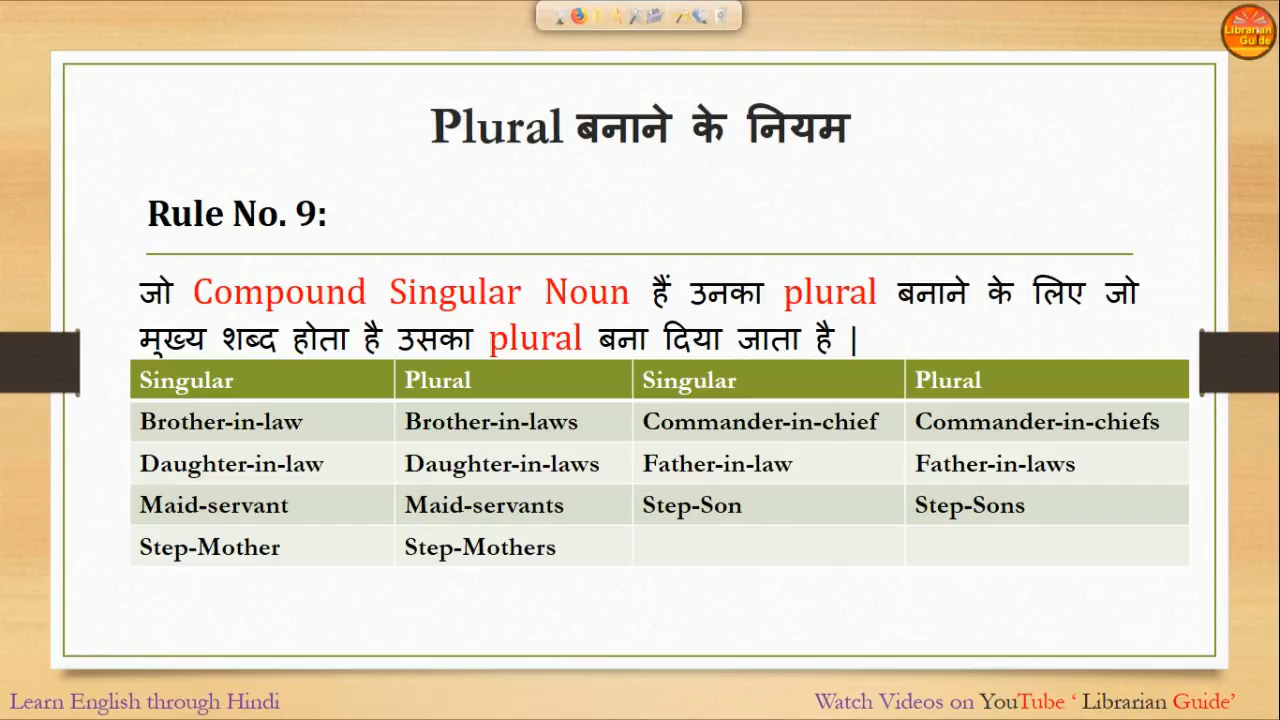 Librarian
Guide
Plural बनाने के नियम
Rule No. 9:
जो Compound Singular Noun हैं उनका plural बनाने के लिए जो
मुख्य शब्द होता है उसका plural बना दिया जाता है |
Singular Plural Singular Plural
Brother-in-law Brother-in-laws Commander-in-chief Commander-in-chiefs
Daughter-in-law Daughter-in-laws Father-in-law Father-in-laws
Maid-servant Maid-servants Step-Son Step-Sons
Step-Mother Step-Mothers
Learn English through Hindi
Watch Videos on YouTube ‘ Librarian Guide’